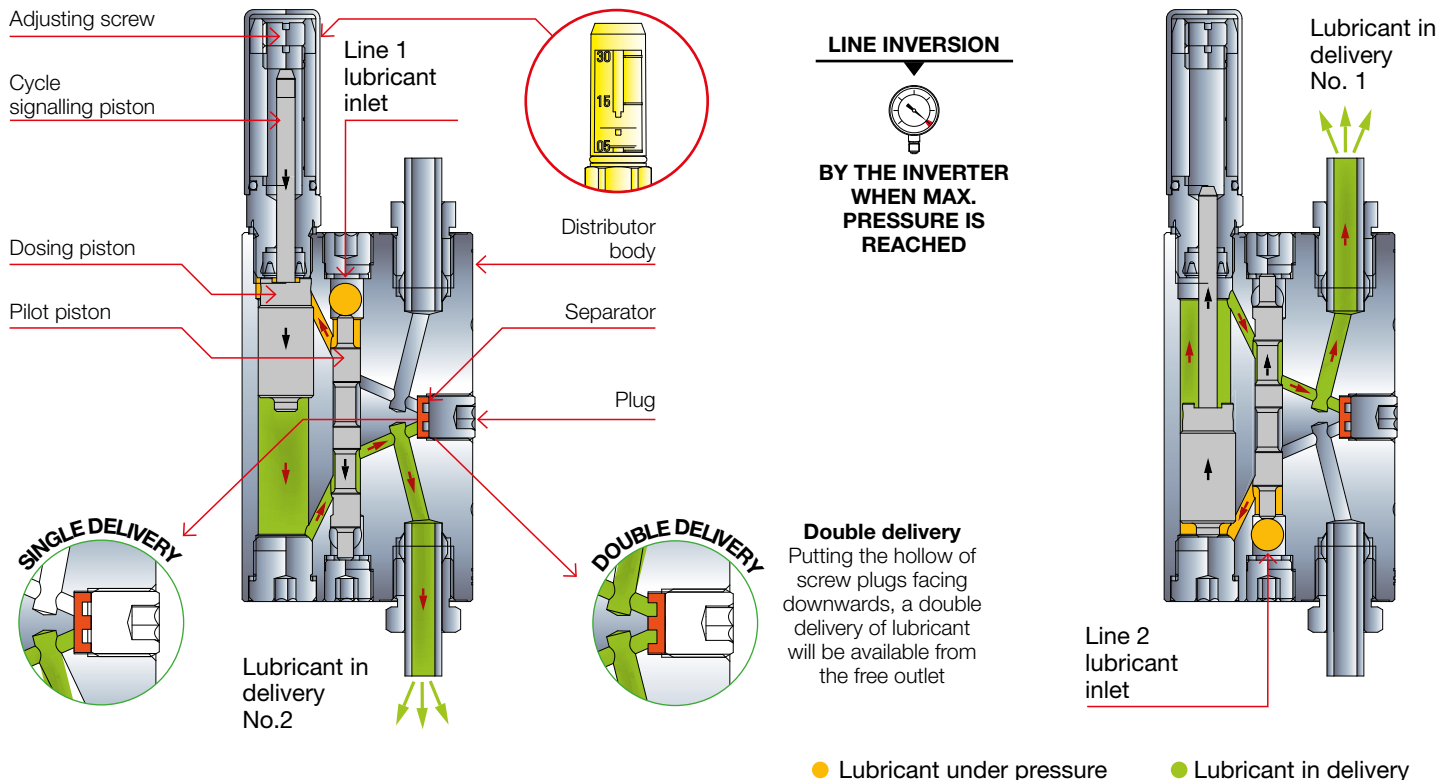 Adjusting screw
Cycle
signalling piston
Dosing piston
Pilot piston
Line 1
lubricant
inlet
30
15
05
Distributor
body
Separator
Plug
SINGLE DELIVERY
Lubricant in
delivery
No.2
DOUBLE DELIVERY
LINE INVERSION
BY THE INVERTER
WHEN MAX.
PRESSURE IS
REACHED
Double delivery
Putting the hollow of
screw plugs facing
downwards, a double
delivery of lubricant
will be available from
the free outlet
Lubricant in
delivery
No. 1
Line 2
lubricant
inlet
Lubricant under pressure
Lubricant in delivery